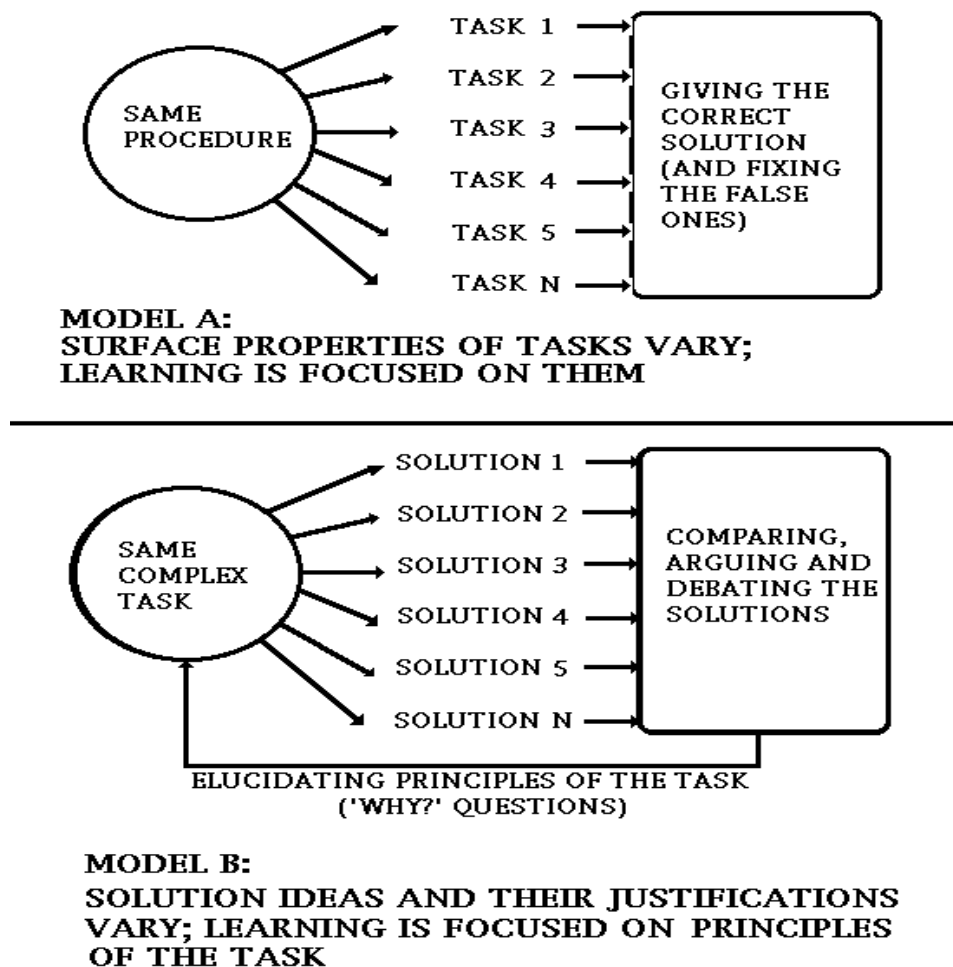 SAME
PROCEDURE
TASK 1
TASK 2
TASK 3
TASK 4
TASK 5
TASK N
GIVING THE
CORRECT
SOLUTION
(AND FIXING
THE FALSE
ONES)
MODEL A:
SURFACE PROPERTIES OF TASKS VARY;
LEARNING IS FOCUSED ON THEM
SAME
COMPLEX
TASK
SOLUTION 1
SOLUTION 2
SOLUTION 3
SOLUTION 4
SOLUTION 5
SOLUTION N
COMPARING,
ARGUING AND
DEBATING THE
SOLUTIONS
ELUCIDATING PRINCIPLES OF THE TASK
('WHY?' QUESTIONS)
MODEL B:
SOLUTION IDEAS AND THEIR JUSTIFICATIONS
VARY; LEARNING IS FOCUSED ON PRINCIPLES
OF THE TASK